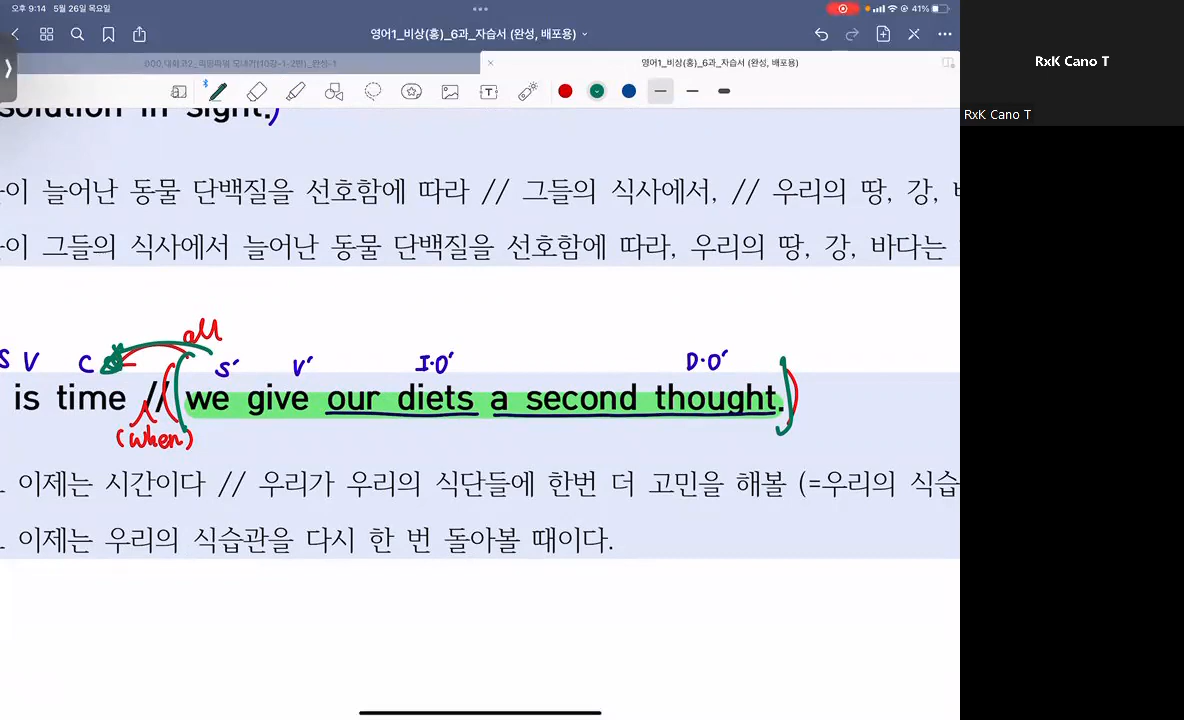 오후 9:14 5월 26일 목요일
41%
영어1_비상(홍)_6과_자습서 (완성, 배포용)
영어1_비상(홍)_6과_자습서 (완성, 배포용)
RxK Cano T
RxK Cano T
solution in sight.)
이 늘어난 동물 단백질을 선호함에 따라 // 그들의 식사에서, // 우리의 땅, 강,
이 그들의 식사에서 늘어난 동물 단백질을 선호함에 따라, 우리의 땅, 강, 바다는
S V C S' V' I·O' D·O'
is time // we give our diets a second thought.
(when)
이제는 시간이다 // 우리가 우리의 식단들에 한번 더 고민을 해볼 (=우리의 식습
이제는 우리의 식습관을 다시 한 번 돌아볼 때이다.